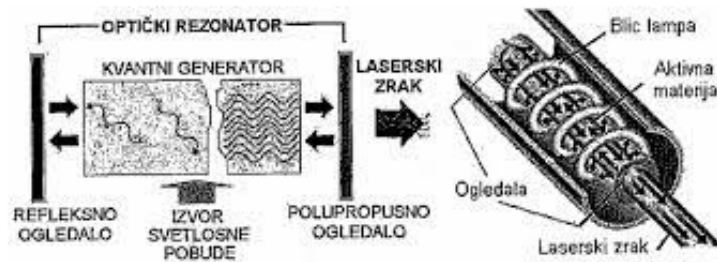 OPTIČKI REZONATOR
KVANTNI GENERATOR
LASERSKI
ZRAK
REFLEKSNO
OGLEDALO
IZVOR
SVETLOSNE
POBUDE
POLUPROPUSNO
OGLEDALO
Blic lampa
Aktivna
materija
Ogledala
Laserski zrak